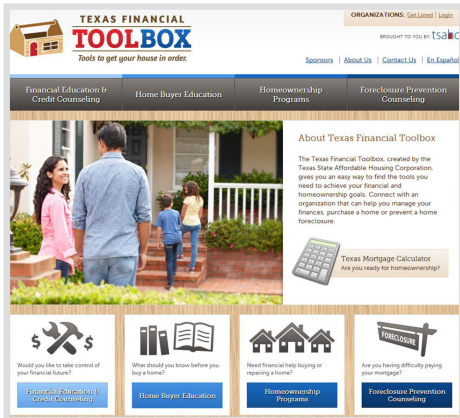 TEXAS FINANCIAL
TOOLBOX
Tools to get your house in order.
ORGANIZATIONS: Get Listed | Login
BROUGHT TO YOU BY: tsahc
Sponsors | About Us | Contact Us | En Español
Financial Education &
Credit Counseling
Home Buyer Education
Homeownership
Programs
Foreclosure Prevention
Counseling
About Texas Financial Toolbox
The Texas Financial Toolbox, created by the
Texas State Affordable Housing Corporation,
gives you an easy way to find the tools you
need to achieve your financial and
homeownership goals. Connect with an
organization that can help you manage your
finances, purchase a home or prevent a home
foreclosure.
Texas Mortgage Calculator
Are you ready for homeownership?
$ $
Would you like to take control of
your financial future?
Financial Education &
Credit Counseling
What should you know before you
buy a home?
Home Buyer Education
Need financial help buying or
repairing a home?
Homeownership
Programs
FORECLOSURE
Are you having difficulty paying
your mortgage?
Foreclosure Prevention
Counseling